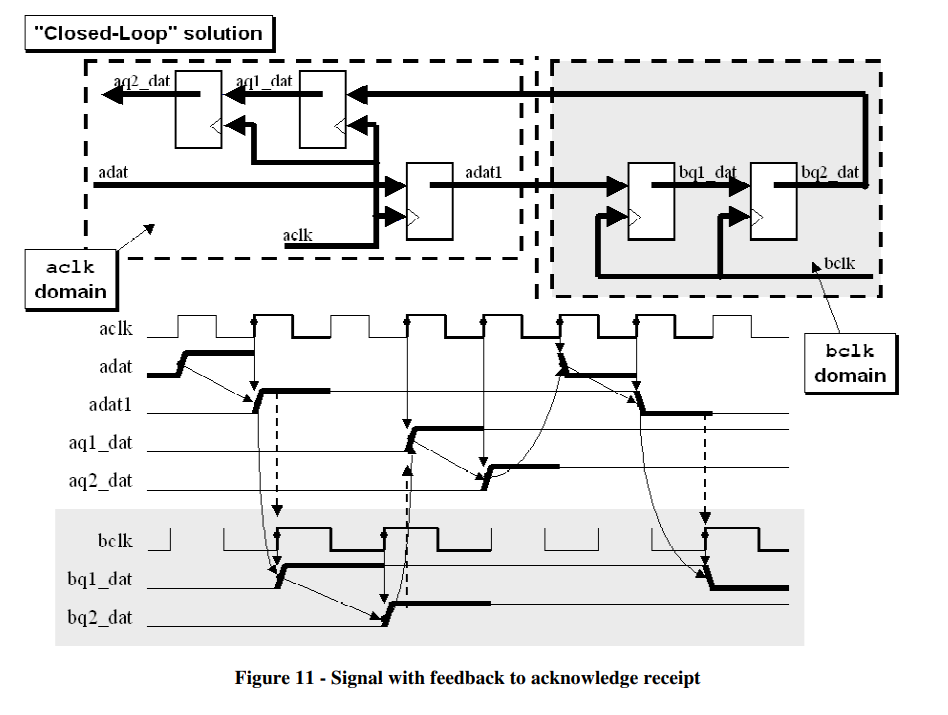 "Closed-Loop" solution
aq2_dat
aq1_dat
adat
adat1
bq1_dat
bq2_dat
aclk
bclk
aclk
domain
bclk
domain
aclk
adat
adat1
aq1_dat
aq2_dat
bclk
bq1_dat
bq2_dat
Figure 11 - Signal with feedback to acknowledge receipt